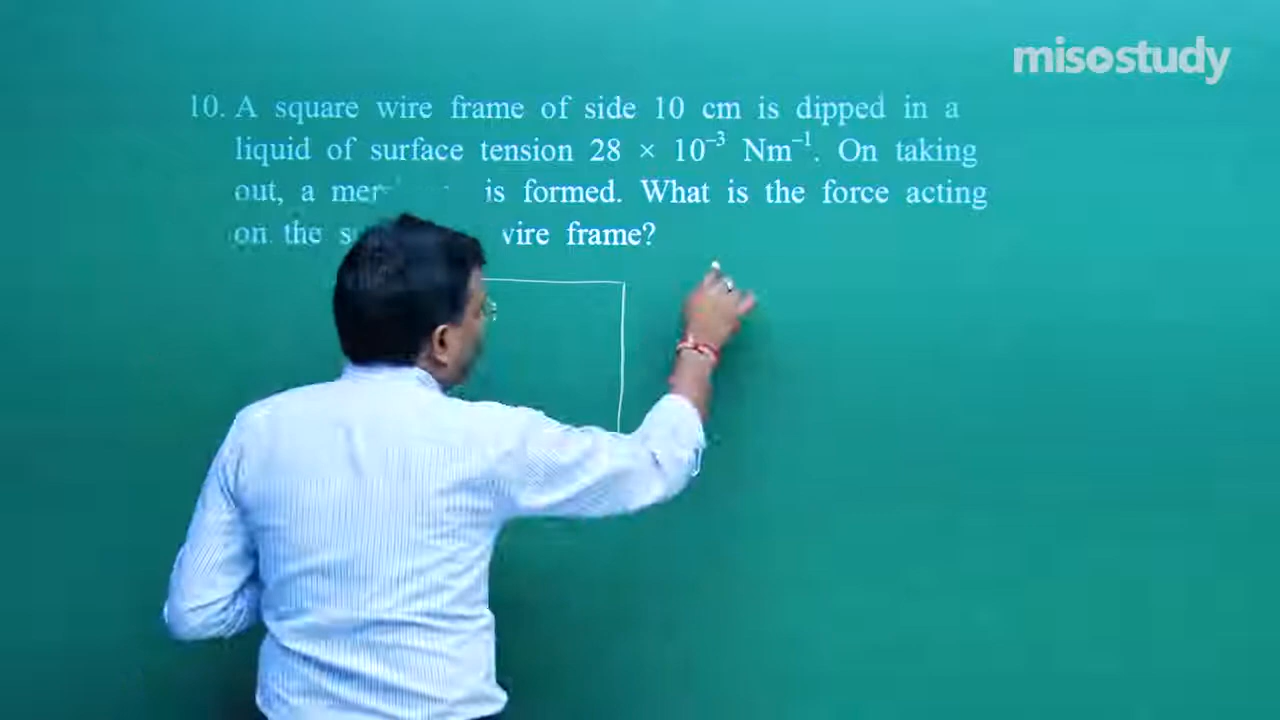 misostudy
10. A square wire frame of side 10 cm is dipped in a
liquid of surface tension 28 × 10⁻³ Nm⁻¹. On taking
out, a is formed. What is the force acting
on the wire frame?